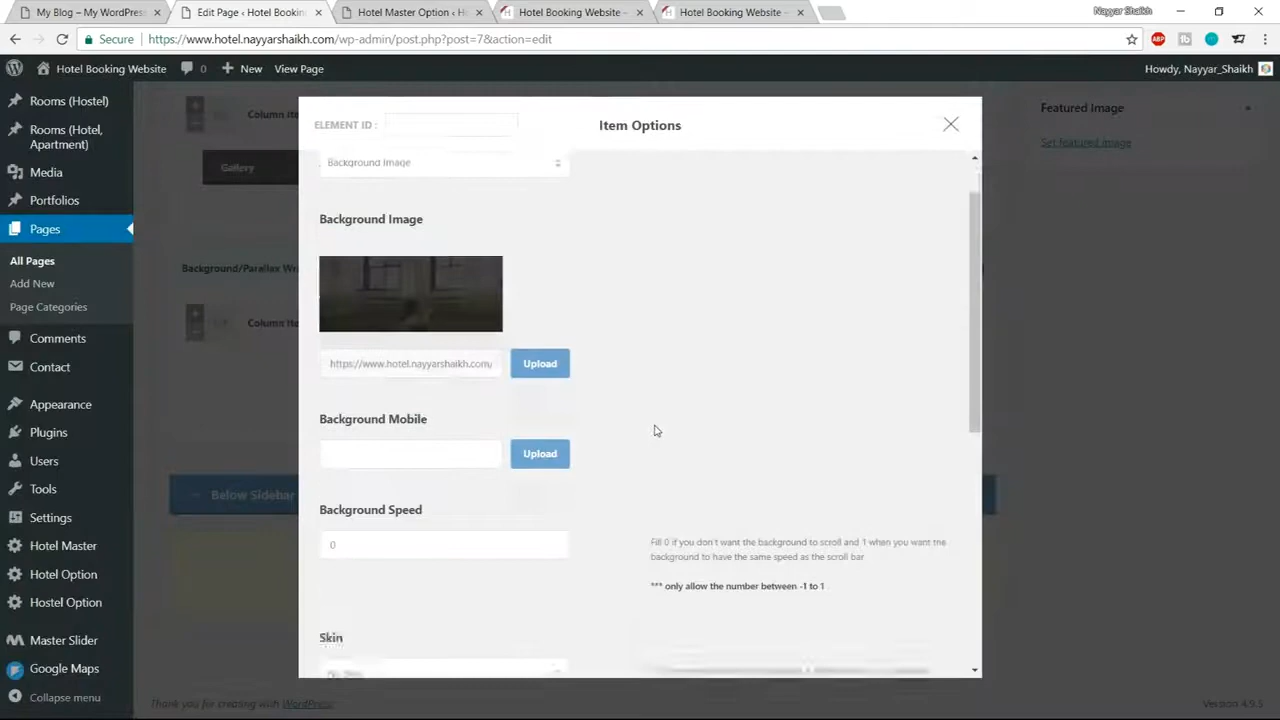 My Blog – My WordPre
Edit Page ‹ Hotel Bookin
Hotel Master Option ‹ H
Hotel Booking Website –
Hotel Booking Website –
Nayyar Shaikh
Secure
https://www.hotel.nayyarshaikh.com/wp-admin/post.php?post=7&action=edit
Hotel Booking Website
0
New
View Page
Howdy, Nayyar_Shaikh
Rooms (Hostel)
Rooms (Hotel,
Apartment)
Media
Portfolios
Pages
All Pages
Add New
Page Categories
Comments
Contact
Appearance
Plugins
Users
Tools
Settings
Hotel Master
Hotel Option
Hostel Option
Master Slider
Google Maps
Collapse menu
Column Ite
Gallery
Background/Parallax Wr
Column Ite
Below Sidebar
Thank you for creating with WordPress.
ELEMENT ID :
Item Options
Background Image
Background Image
https://www.hotel.nayyarshaikh.com/
Upload
Background Mobile
Upload
Background Speed
0
Fill 0 if you don't want the background to scroll and 1 when you want the
background to have the same speed as the scroll bar
*** only allow the number between -1 to 1
Skin
Featured Image
Set featured image
Version 4.9.5